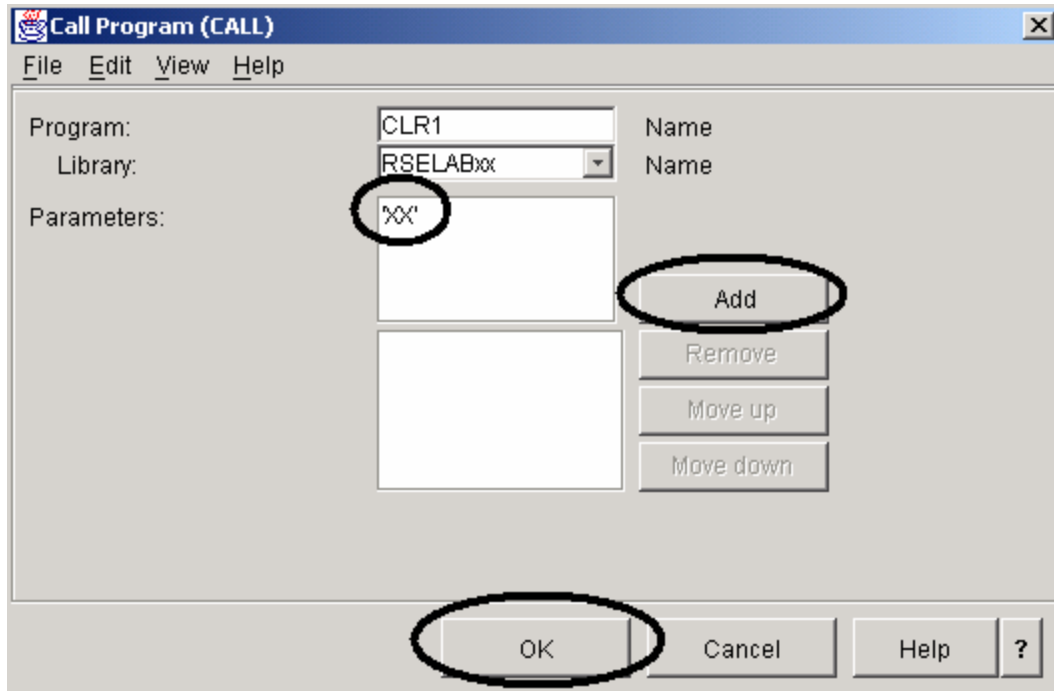 Call Program (CALL)
File Edit View Help
Program: CLR1 Name
Library: RSELABxx Name
Parameters: 'XX'
Add
Remove
Move up
Move down
OK Cancel Help ?